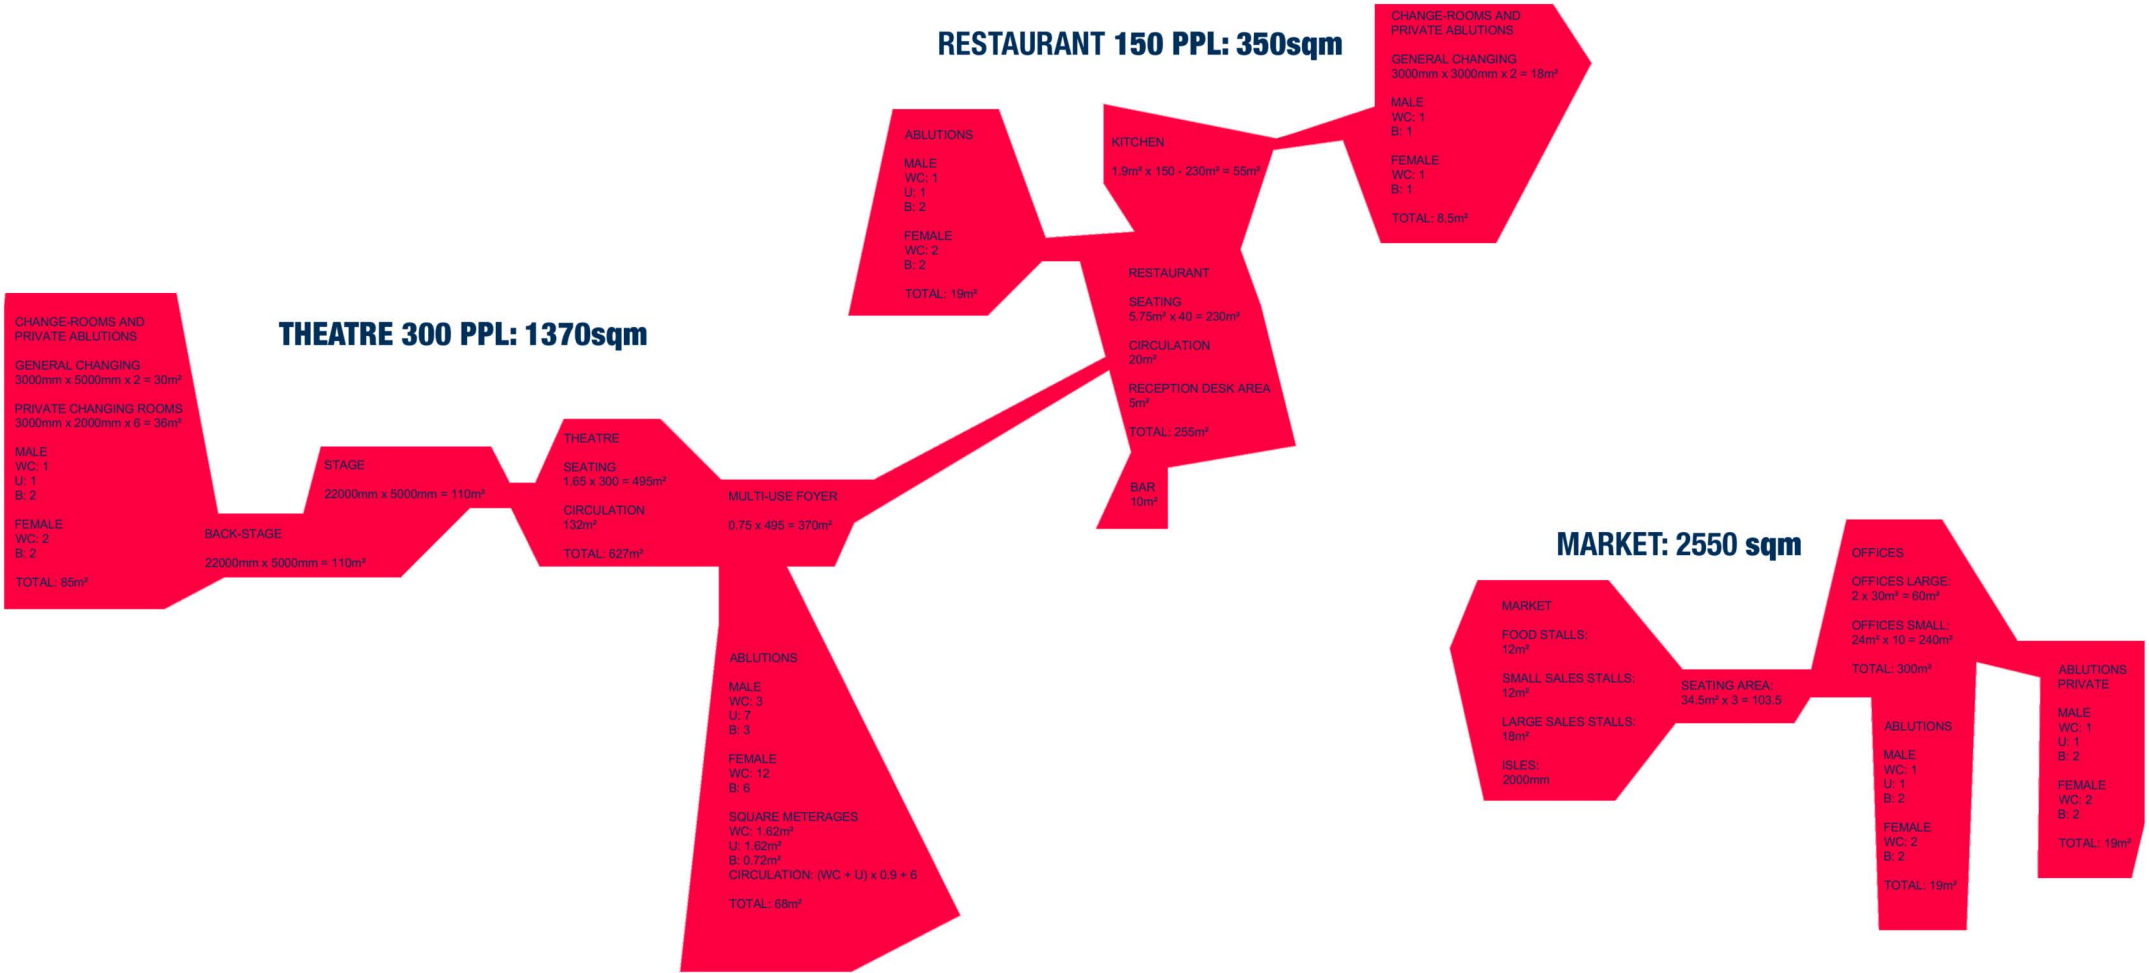 RESTAURANT 150 PPL: 350sqm
CHANGE-ROOMS AND
PRIVATE ABLUTIONS
GENERAL CHANGING
3000mm x 3000mm x 2 = 18m²
MALE
WC: 1
B: 1
FEMALE
WC: 1
B: 1
TOTAL: 8.5m²
ABLUTIONS
MALE
WC: 1
U: 1
B: 2
FEMALE
WC: 2
B: 2
TOTAL: 19m²
KITCHEN
1.9m² x 150 - 230m² = 55m²
RESTAURANT
SEATING
5.75m² x 40 = 230m²
CIRCULATION
20m²
RECEPTION DESK AREA
5m²
TOTAL: 255m²
BAR
10m²
THEATRE 300 PPL: 1370sqm
CHANGE-ROOMS AND
PRIVATE ABLUTIONS
GENERAL CHANGING
3000mm x 5000mm x 2 = 30m²
PRIVATE CHANGING ROOMS
3000mm x 2000mm x 6 = 36m²
MALE
WC: 1
U: 1
B: 2
FEMALE
WC: 2
B: 2
TOTAL: 85m²
BACK-STAGE
22000mm x 5000mm = 110m²
STAGE
22000mm x 5000mm = 110m²
THEATRE
SEATING
1.65 x 300 = 495m²
CIRCULATION
132m²
TOTAL: 627m²
MULTI-USE FOYER
0.75 x 495 = 370m²
ABLUTIONS
MALE
WC: 3
U: 7
B: 3
FEMALE
WC: 12
B: 6
SQUARE METERAGES
WC: 1.62m²
U: 1.62m²
B: 0.72m²
CIRCULATION: (WC + U) x 0.9 + 6
TOTAL: 68m²
MARKET: 2550 sqm
MARKET
FOOD STALLS:
12m²
SMALL SALES STALLS:
12m²
LARGE SALES STALLS:
18m²
ISLES:
2000mm
SEATING AREA:
34.5m² x 3 = 103.5
OFFICES
OFFICES LARGE:
2 x 30m² = 60m²
OFFICES SMALL:
24m² x 10 = 240m²
TOTAL: 300m²
ABLUTIONS
MALE
WC: 1
U: 1
B: 2
FEMALE
WC: 2
B: 2
TOTAL: 19m²
ABLUTIONS
PRIVATE
MALE
WC: 1
U: 1
B: 2
FEMALE
WC: 2
B: 2
TOTAL: 19m²